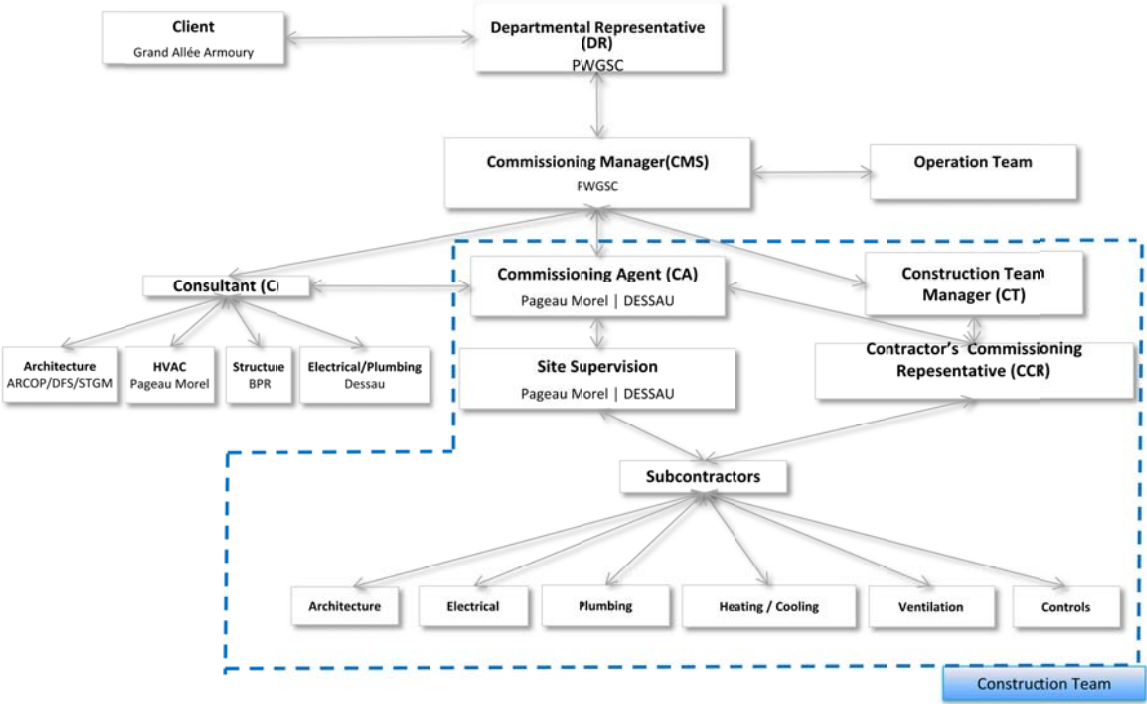 Client
Grand Allée Armoury
Departmental Representative
(DR)
PWGSC
Commissioning Manager(CMS)
PWGSC
Operation Team
Consultant (C
Commissioning Agent (CA)
Pageau Morel | DESSAU
Construction Team
Manager (CT)
Architecture
ARCOP/DFS/STGM
HVAC
Pageau Morel
Structure
BPR
Electrical/Plumbing
Dessau
Site Supervision
Pageau Morel | DESSAU
Contractor's Commissioning
Representative (CCR)
Subcontractors
Architecture
Electrical
Plumbing
Heating / Cooling
Ventilation
Controls
Construction Team